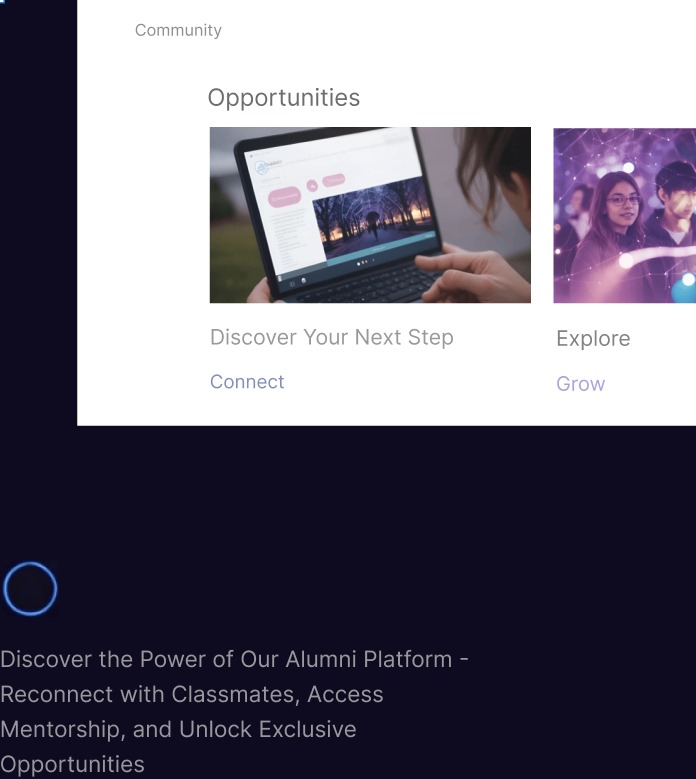 Community
Opportunities
Discover Your Next Step
Explore
Connect
Grow
Discover the Power of Our Alumni Platform -
Reconnect with Classmates, Access
Mentorship, and Unlock Exclusive
Opportunities